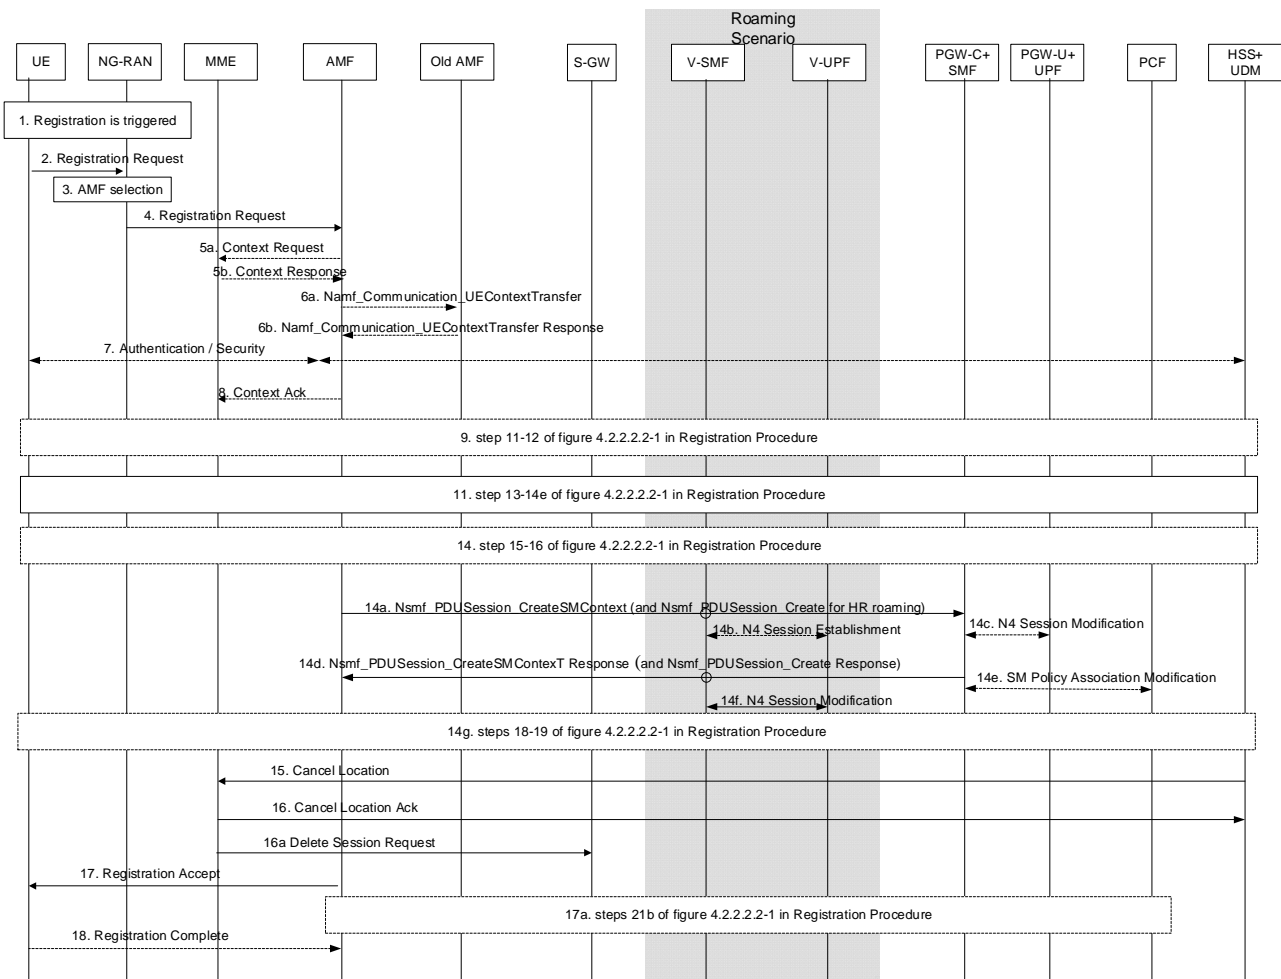 Roaming
Scenario
UE
NG-RAN
MME
AMF
Old AMF
S-GW
V-SMF
V-UPF
PGW-C+
SMF
PGW-U+
UPF
PCF
HSS+
UDM
1. Registration is triggered
2. Registration Request
3. AMF selection
4. Registration Request
5a. Context Request
5b. Context Response
6a. Namf_Communication_UEContextTransfer
6b. Namf_Communication_UEContextTransfer Response
7. Authentication / Security
8. Context Ack
9. step 11-12 of figure 4.2.2.2.2-1 in Registration Procedure
11. step 13-14e of figure 4.2.2.2.2-1 in Registration Procedure
14. step 15-16 of figure 4.2.2.2.2-1 in Registration Procedure
14a. Nsmf_PDUSession_CreateSMContext (and Nsmf_PDUSession_Create for HR roaming)
14b. N4 Session Establishment
14c. N4 Session Modification
14d. Nsmf_PDUSession_CreateSMContexT Response (and Nsmf_PDUSession_Create Response)
14e. SM Policy Association Modification
14f. N4 Session Modification
14g. steps 18-19 of figure 4.2.2.2.2-1 in Registration Procedure
15. Cancel Location
16. Cancel Location Ack
16a Delete Session Request
17. Registration Accept
17a. steps 21b of figure 4.2.2.2.2-1 in Registration Procedure
18. Registration Complete